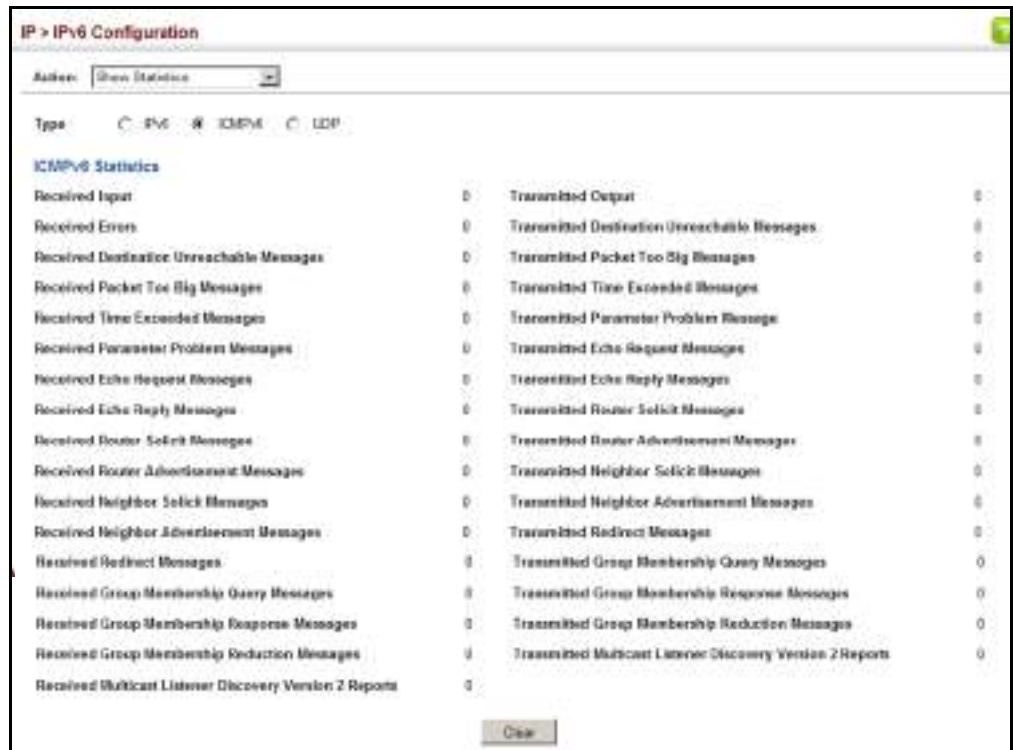 IP > IPv6 Configuration
Action: Show Statistics
Type IPv6 ICMPv6 UDP
ICMPv6 Statistics
Received Input 0 Transmitted Output 0
Received Errors 0 Transmitted Destination Unreachable Messages 0
Received Destination Unreachable Messages 0 Transmitted Packet Too Big Messages 0
Received Packet Too Big Messages 0 Transmitted Time Exceeded Messages 0
Received Time Exceeded Messages 0 Transmitted Parameter Problem Message 0
Received Parameter Problem Messages 0 Transmitted Echo Request Messages 0
Received Echo Request Messages 0 Transmitted Echo Reply Messages 0
Received Echo Reply Messages 0 Transmitted Router Solicit Messages 0
Received Router Solicit Messages 0 Transmitted Router Advertisement Messages 0
Received Router Advertisement Messages 0 Transmitted Neighbor Solicit Messages 0
Received Neighbor Solicit Messages 0 Transmitted Neighbor Advertisement Messages 0
Received Neighbor Advertisement Messages 0 Transmitted Redirect Messages 0
Received Redirect Messages 0 Transmitted Group Membership Query Messages 0
Received Group Membership Query Messages 0 Transmitted Group Membership Response Messages 0
Received Group Membership Response Messages 0 Transmitted Group Membership Reduction Messages 0
Received Group Membership Reduction Messages 0 Transmitted Multicast Listener Discovery Version 2 Reports 0
Received Multicast Listener Discovery Version 2 Reports 0
Clear